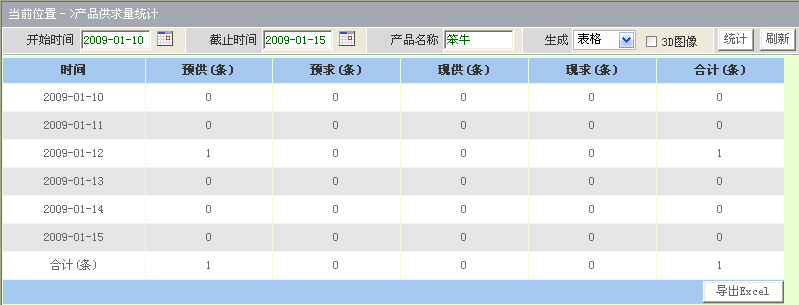 当前位置－>产品供求量统计
开始时间 2009-01-10 截止时间 2009-01-15 产品名称 笨牛 生成 表格 3D图像 统计 刷新
时间 预供(条) 预求(条) 现供(条) 现求(条) 合计(条)
2009-01-10 0 0 0 0 0
2009-01-11 0 0 0 0 0
2009-01-12 1 0 0 0 1
2009-01-13 0 0 0 0 0
2009-01-14 0 0 0 0 0
2009-01-15 0 0 0 0 0
合计(条) 1 0 0 0 1
导出Excel